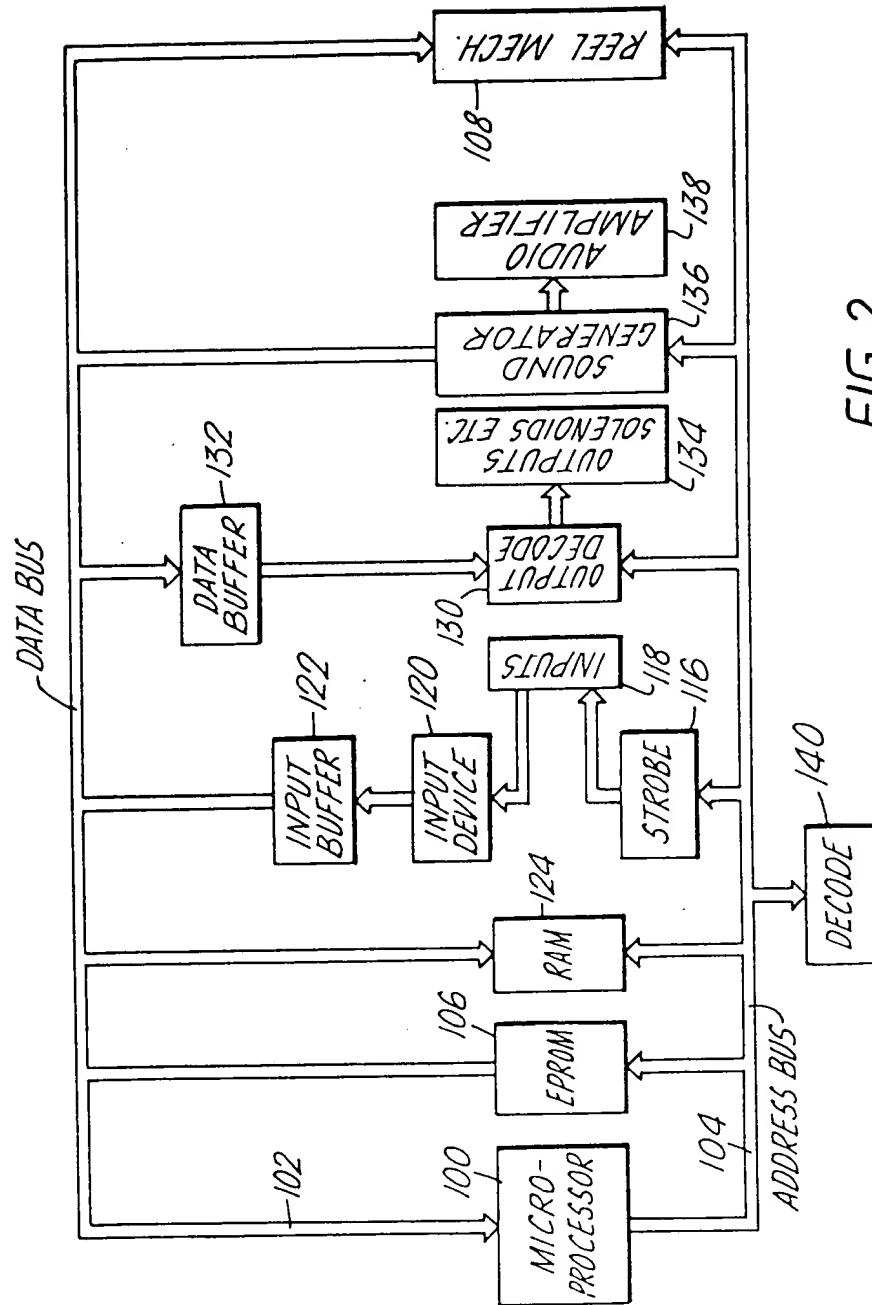 DATA BUS
102
100
MICRO-
PROCESSOR
106
EPROM
124
RAM
122
INPUT
BUFFER
120
INPUT
DEVICE
INPUTS
118
116
STROBE
132
DATA
BUFFER
130
OUTPUT
DECODE
OUTPUTS
SOLENOIDS ETC.
134
SOUND
GENERATOR
136
AUDIO
AMPLIFIER
138
108
REEL MECH.
104
ADDRESS BUS
140
DECODE
FIG. 2